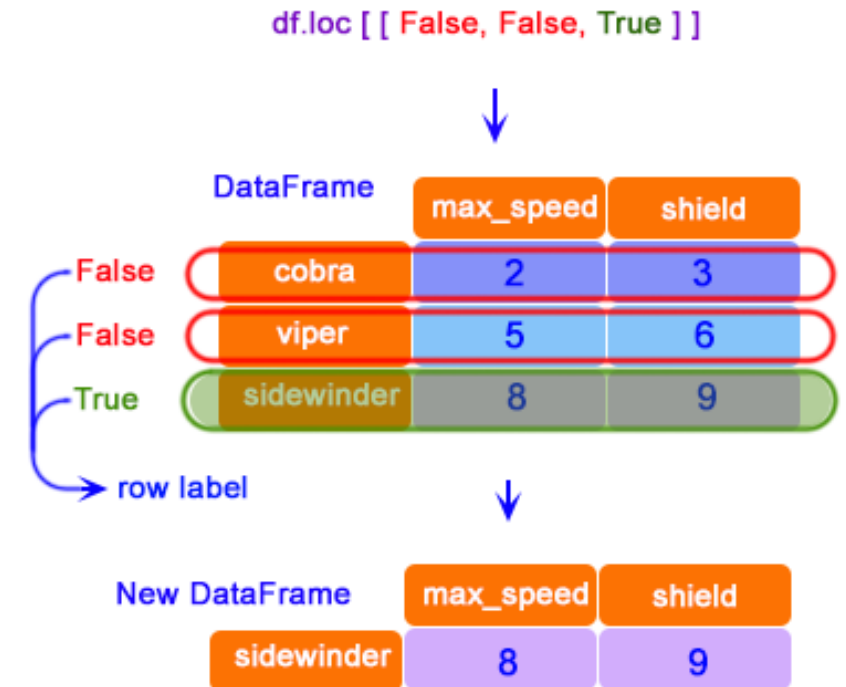 df.loc [ [ False, False, True ] ]
DataFrame max_speed shield
False cobra 2 3
False viper 5 6
True sidewinder 8 9
row label
New DataFrame max_speed shield
sidewinder 8 9